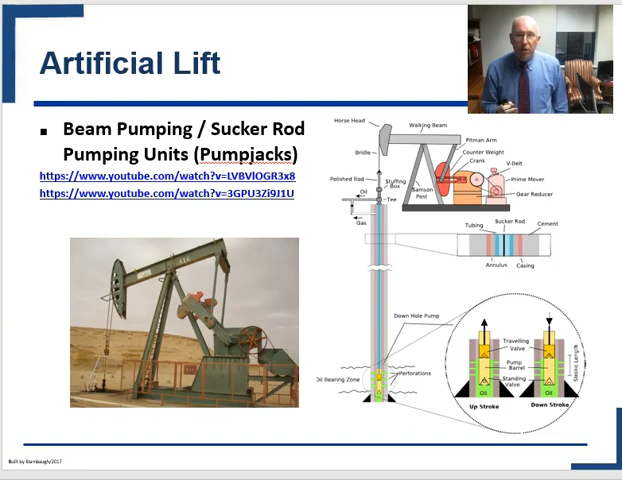 Artificial Lift
■ Beam Pumping / Sucker Rod
Pumping Units (Pumpjacks)
https://www.youtube.com/watch?v=LVBVlOGR3x8
https://www.youtube.com/watch?v=3GPU3Zi9J1U
Horse Head
Walking Beam
Bridle
Pitman Arm
Counter Weight
Crank
V-Belt
Prime Mover
Gear Reducer
Polished Rod
Stuffing
Box
Samson
Post
Oil
Tee
Gas
Tubing
Sucker Rod
Cement
Annulus
Casing
Down Hole Pump
Oil Bearing Zone
Perforations
Travelling
Valve
Pump
Barrel
Standing
Valve
Stroke Length
Oil
Oil
Up Stroke
Down Stroke
Built by Stambough/2017